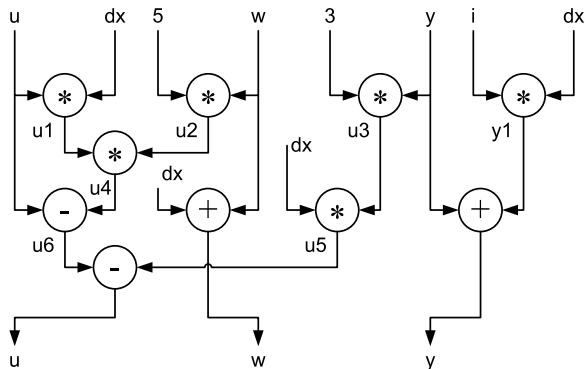 u dx 5 w 3 y i dx
* * * *
u1 u2 u3 y1
* dx
u4 dx
- + * +
u6 u5
-
u w y